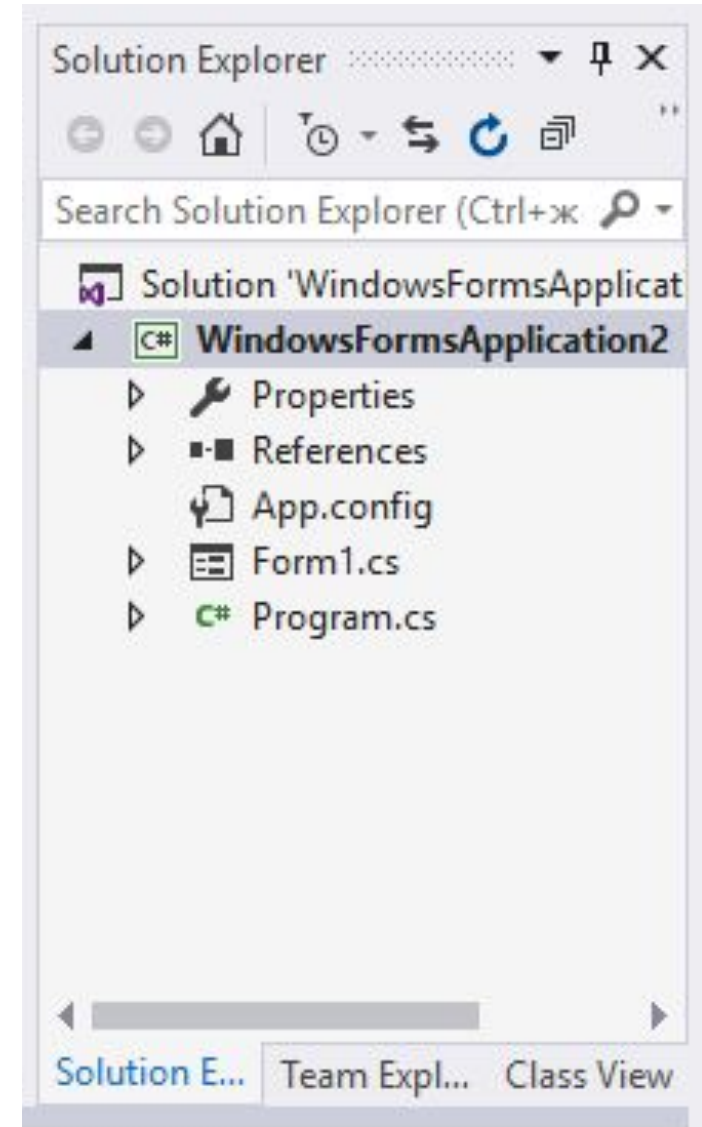 Solution Explorer
Search Solution Explorer (Ctrl+ж
Solution 'WindowsFormsApplicat
C# WindowsFormsApplication2
Properties
References
App.config
Form1.cs
C# Program.cs
Solution E... Team Expl... Class View